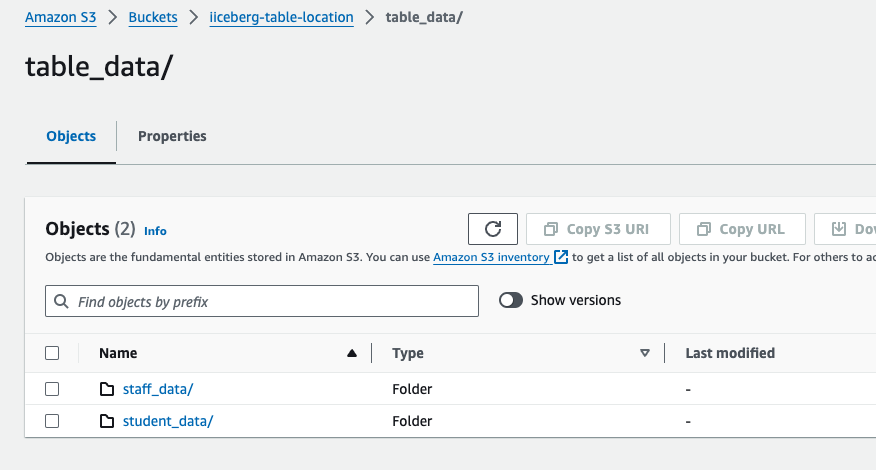 Amazon S3 > Buckets > iiceberg-table-location > table_data/
table_data/
Objects Properties
Objects (2) Info Copy S3 URI Copy URL
Objects are the fundamental entities stored in Amazon S3. You can use Amazon S3 inventory to get a list of all objects in your bucket. For others to
Find objects by prefix Show versions
Name Type Last modified
staff_data/ Folder -
student_data/ Folder -